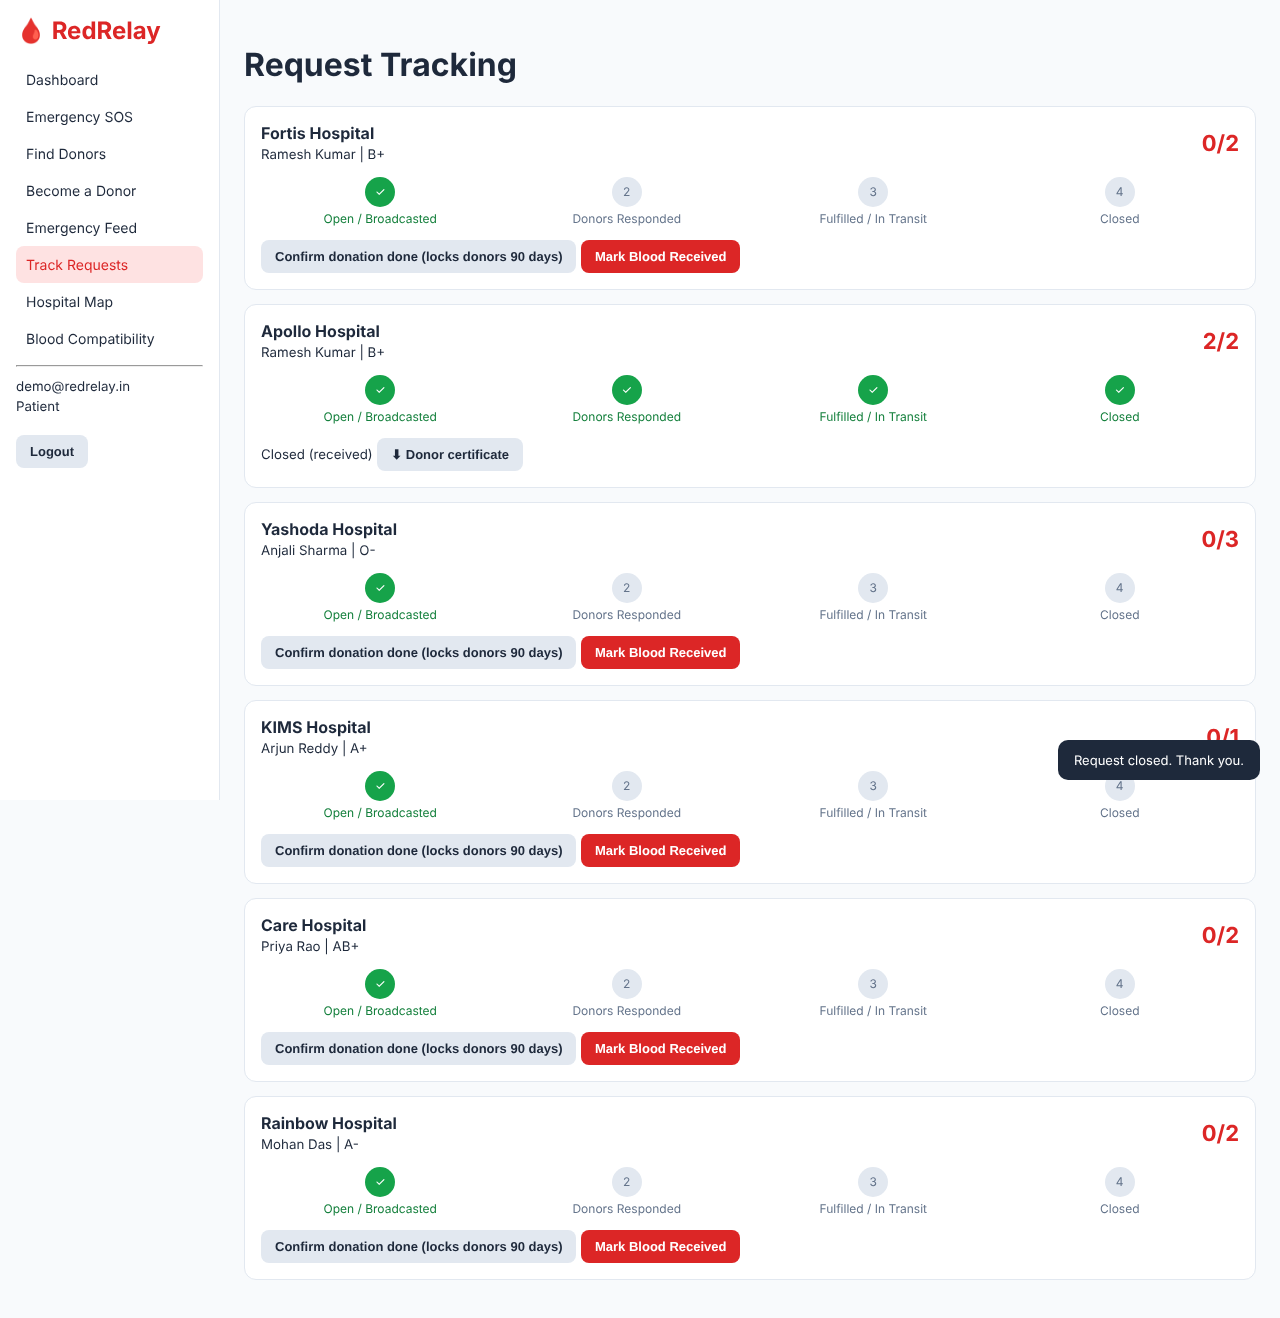 RedRelay
Dashboard
Emergency SOS
Find Donors
Become a Donor
Emergency Feed
Track Requests
Hospital Map
Blood Compatibility
demo@redrelay.in
Patient
Logout
Request Tracking
Fortis Hospital
Ramesh Kumar | B+
0/2
✓ 2 3 4
Open / Broadcasted Donors Responded Fulfilled / In Transit Closed
Confirm donation done (locks donors 90 days) Mark Blood Received
Apollo Hospital
Ramesh Kumar | B+
2/2
✓ ✓ ✓ ✓
Open / Broadcasted Donors Responded Fulfilled / In Transit Closed
Closed (received) ⬇ Donor certificate
Yashoda Hospital
Anjali Sharma | O-
0/3
✓ 2 3 4
Open / Broadcasted Donors Responded Fulfilled / In Transit Closed
Confirm donation done (locks donors 90 days) Mark Blood Received
KIMS Hospital
Arjun Reddy | A+
0/1
Request closed. Thank you.
✓ 2 3 4
Open / Broadcasted Donors Responded Fulfilled / In Transit Closed
Confirm donation done (locks donors 90 days) Mark Blood Received
Care Hospital
Priya Rao | AB+
0/2
✓ 2 3 4
Open / Broadcasted Donors Responded Fulfilled / In Transit Closed
Confirm donation done (locks donors 90 days) Mark Blood Received
Rainbow Hospital
Mohan Das | A-
0/2
✓ 2 3 4
Open / Broadcasted Donors Responded Fulfilled / In Transit Closed
Confirm donation done (locks donors 90 days) Mark Blood Received